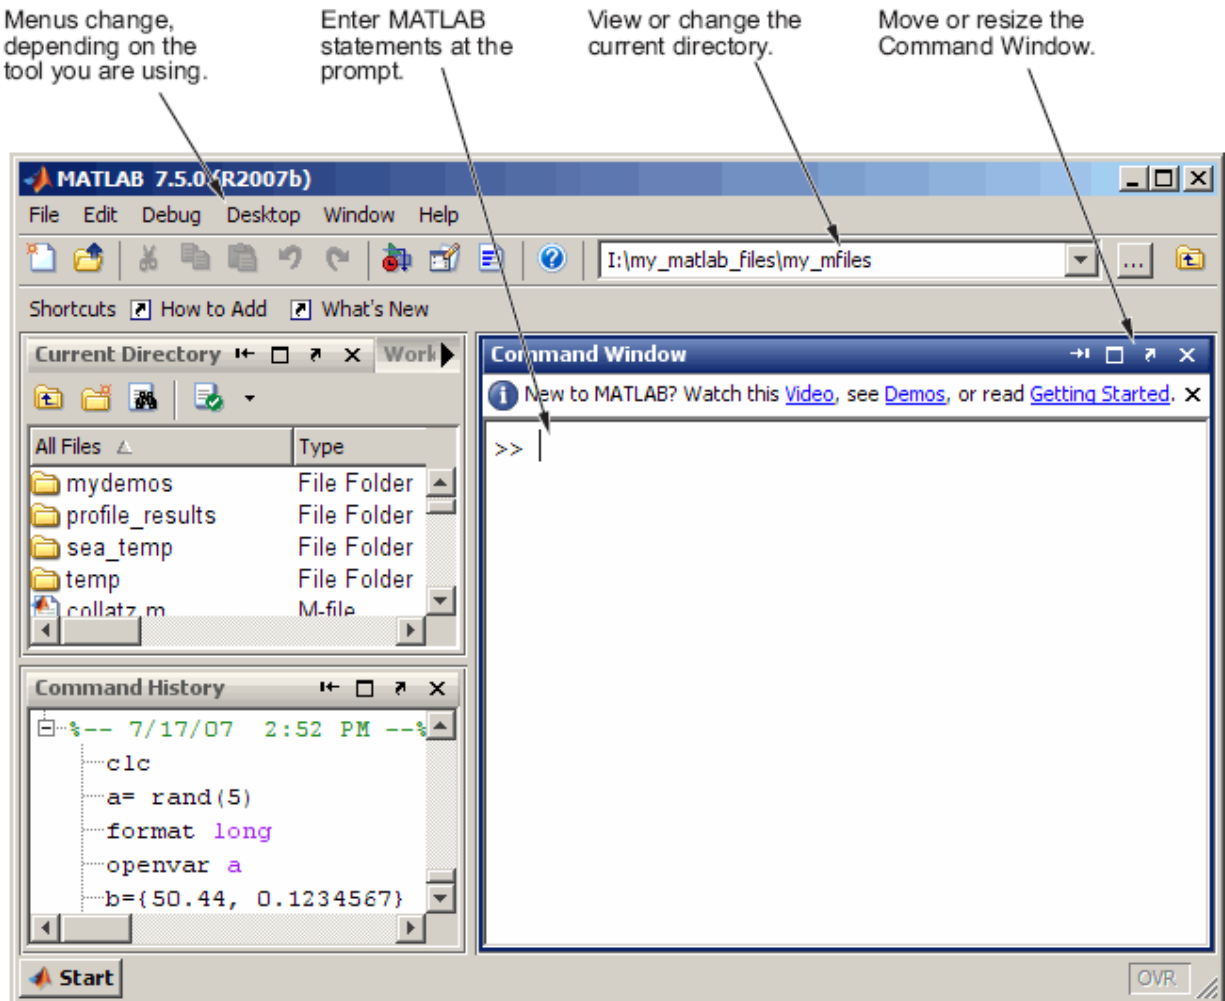 Menus change,
depending on the
tool you are using.
Enter MATLAB
statements at the
prompt.
View or change the
current directory.
Move or resize the
Command Window.
MATLAB 7.5.0 (R2007b)
File Edit Debug Desktop Window Help
I:\my_matlab_files\my_mfiles
...
Shortcuts How to Add What's New
Current Directory Work
All Files Type
mydemos File Folder
profile_results File Folder
sea_temp File Folder
temp File Folder
collatz.m M-file
Command History
%-- 7/17/07 2:52 PM --%
clc
a= rand(5)
format long
openvar a
b={50.44, 0.1234567}
Command Window
New to MATLAB? Watch this Video, see Demos, or read Getting Started.
>>
Start
OVR